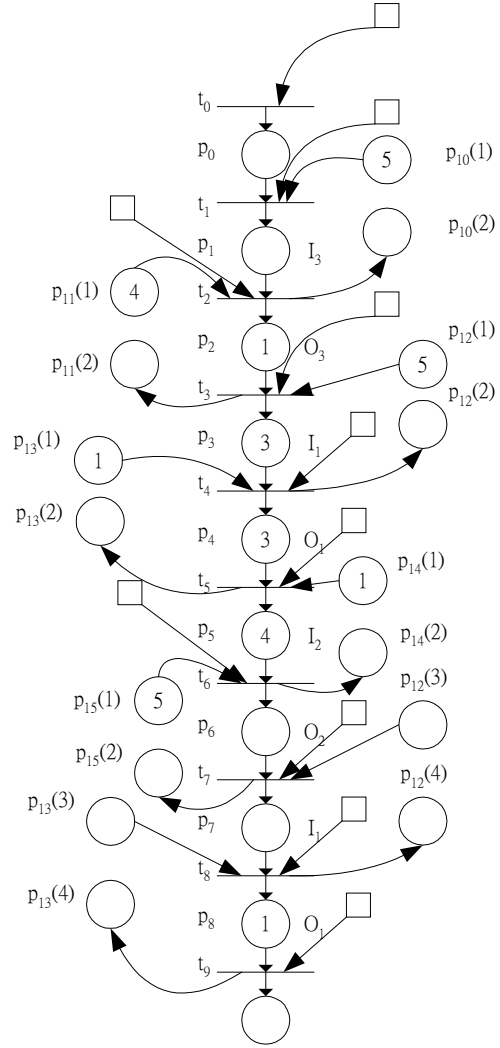 t₀
p₀
5
p₁₀(1)
t₁
p₁
I₃
p₁₀(2)
p₁₁(1)
4
t₂
p₂
1
O₃
p₁₂(1)
p₁₁(2)
5
t₃
p₁₂(2)
p₃
3
I₁
p₁₃(1)
1
t₄
p₁₃(2)
p₄
3
O₁
p₁₄(1)
t₅
1
p₅
4
I₂
p₁₄(2)
t₆
p₁₂(3)
p₁₅(1)
5
p₆
O₂
p₁₅(2)
t₇
p₁₂(4)
p₁₃(3)
p₇
I₁
t₈
p₁₃(4)
p₈
1
O₁
t₉